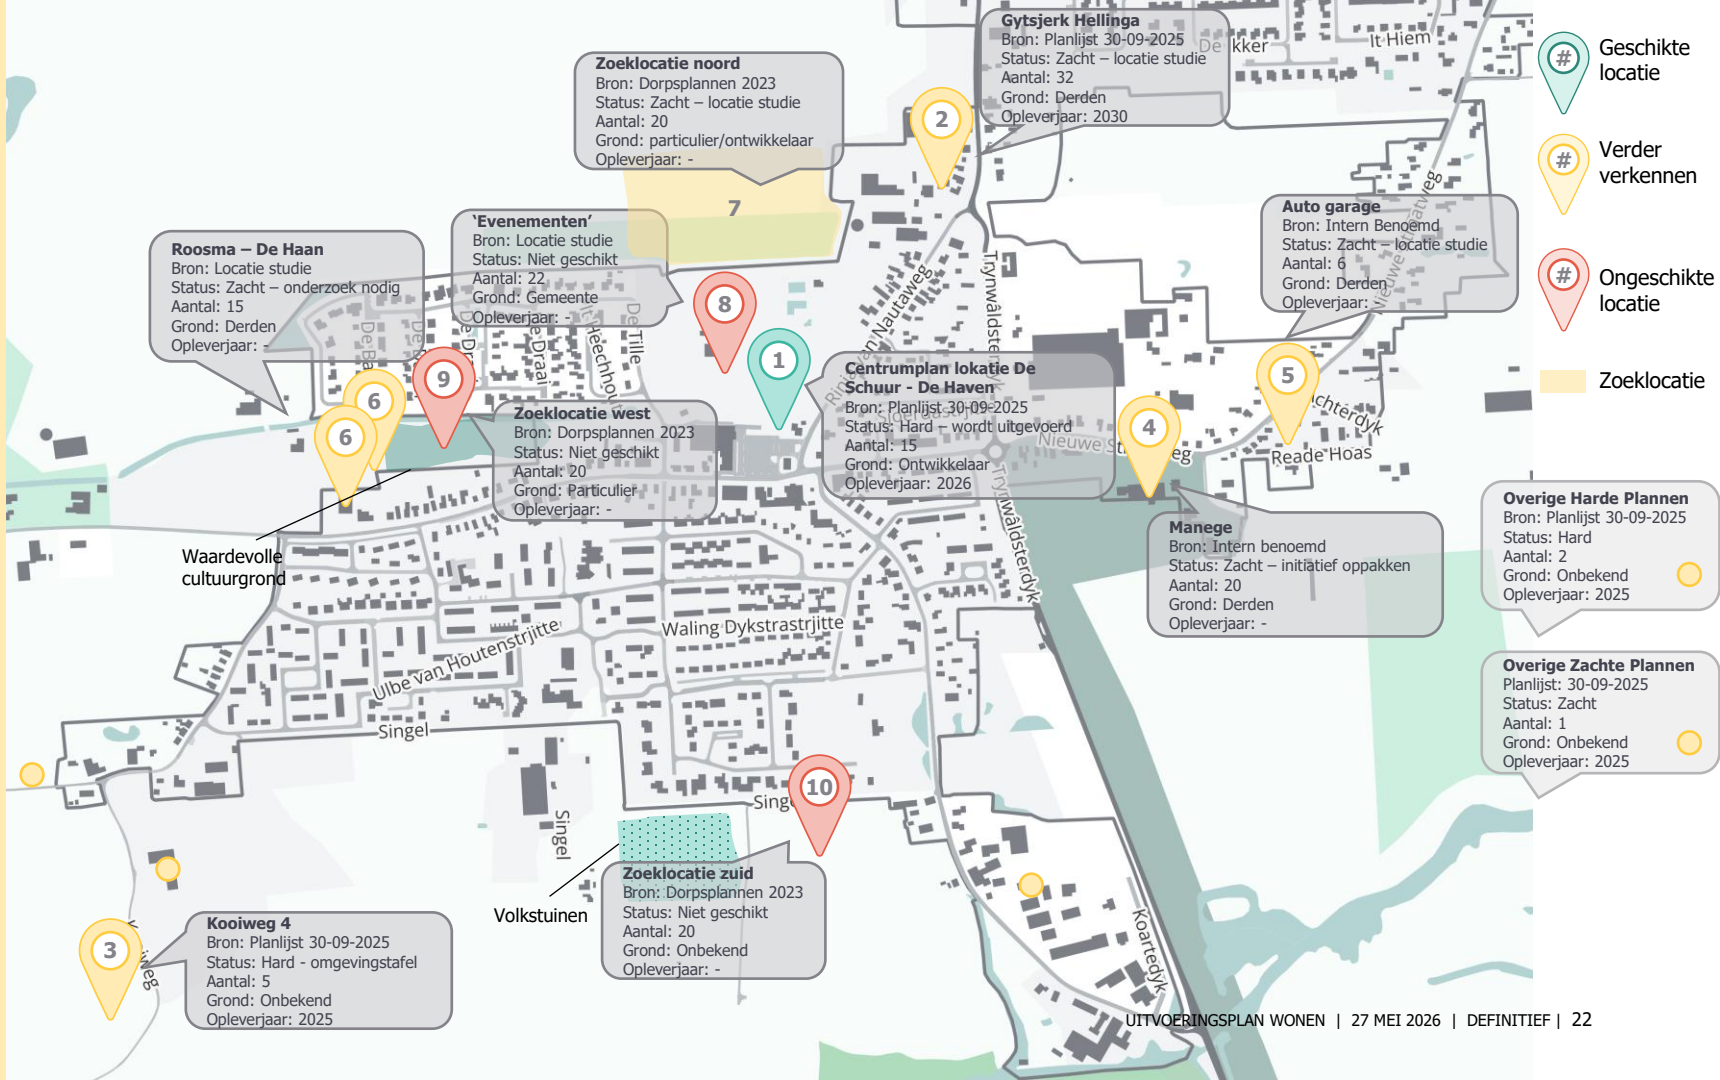 Gytsjerk Hellinga
Bron: Planlijst 30-09-2025
Status: Zacht – locatie studie
Aantal: 32
Grond: Derden
Opleverjaar: 2030
It Hiem
Zoeklocatie noord
Bron: Dorpsplannen 2023
Status: Zacht – locatie studie
Aantal: 20
Grond: particulier/ontwikkelaar
Opleverjaar: -
2
7
#
Geschikte
locatie
#
Verder
verkennen
#
Ongeschikte
locatie
Zoeklocatie
'Evenementen'
Bron: Locatie studie
Status: Niet geschikt
Aantal: 22
Grond: Gemeente
Opleverjaar: -
Roosma – De Haan
Bron: Locatie studie
Status: Zacht – onderzoek nodig
Aantal: 15
Grond: Derden
Opleverjaar: -
Auto garage
Bron: Intern Benoemd
Status: Zacht – locatie studie
Aantal: 6
Grond: Derden
Opleverjaar: -
De Tille
De Draai
8
1
9
6
6
5
4
Centrumplan lokatie De
Schuur - De Haven
Bron: Planlijst 30-09-2025
Status: Hard – wordt uitgevoerd
Aantal: 15
Grond: Ontwikkelaar
Opleverjaar: 2026
Zoeklocatie west
Bron: Dorpsplannen 2023
Status: Niet geschikt
Aantal: 20
Grond: Particulier
Opleverjaar: -
Reade Hoas
Trynwâldsterdyk
Waardevolle
cultuurgrond
Manege
Bron: Intern benoemd
Status: Zacht – initiatief oppakken
Aantal: 20
Grond: Derden
Opleverjaar: -
Overige Harde Plannen
Bron: Planlijst 30-09-2025
Status: Hard
Aantal: 2
Grond: Onbekend
Opleverjaar: 2025
Overige Zachte Plannen
Planlijst: 30-09-2025
Status: Zacht
Aantal: 1
Grond: Onbekend
Opleverjaar: 2025
Waling Dykstrastrjitte
Ulbe van Houtenstrjitte
Singel
Singel
10
Volkstuinen
Zoeklocatie zuid
Bron: Dorpsplannen 2023
Status: Niet geschikt
Aantal: 20
Grond: Onbekend
Opleverjaar: -
Koartedyk
3
Kooiweg 4
Bron: Planlijst 30-09-2025
Status: Hard - omgevingstafel
Aantal: 5
Grond: Onbekend
Opleverjaar: 2025
UITVOERINGSPLAN WONEN | 27 MEI 2026 | DEFINITIEF | 22